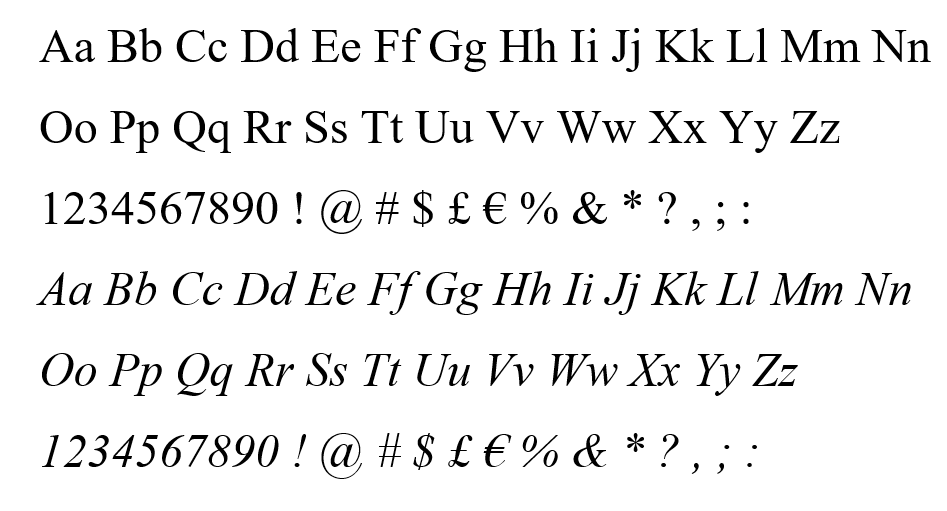 Aa Bb Cc Dd Ee Ff Gg Hh Ii Jj Kk Ll Mm Nn
Oo Pp Qq Rr Ss Tt Uu Vv Ww Xx Yy Zz
1234567890 ! @ # $ £ € % & * ? , ; :
Aa Bb Cc Dd Ee Ff Gg Hh Ii Jj Kk Ll Mm Nn
Oo Pp Qq Rr Ss Tt Uu Vv Ww Xx Yy Zz
1234567890 ! @ # $ £ € % & * ? , ; :